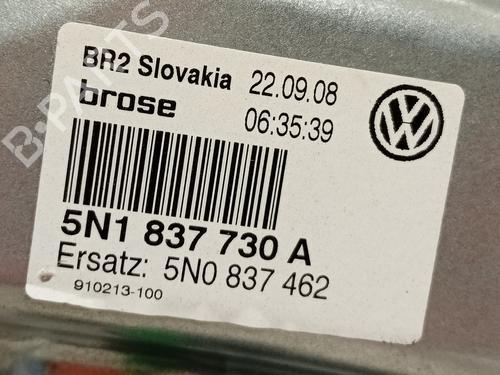 BR2 Slovakia 22.09.08
brose 06:35:39
VW
5N1 837 730 A
Ersatz: 5N0 837 462
910213-100
B-PARTS